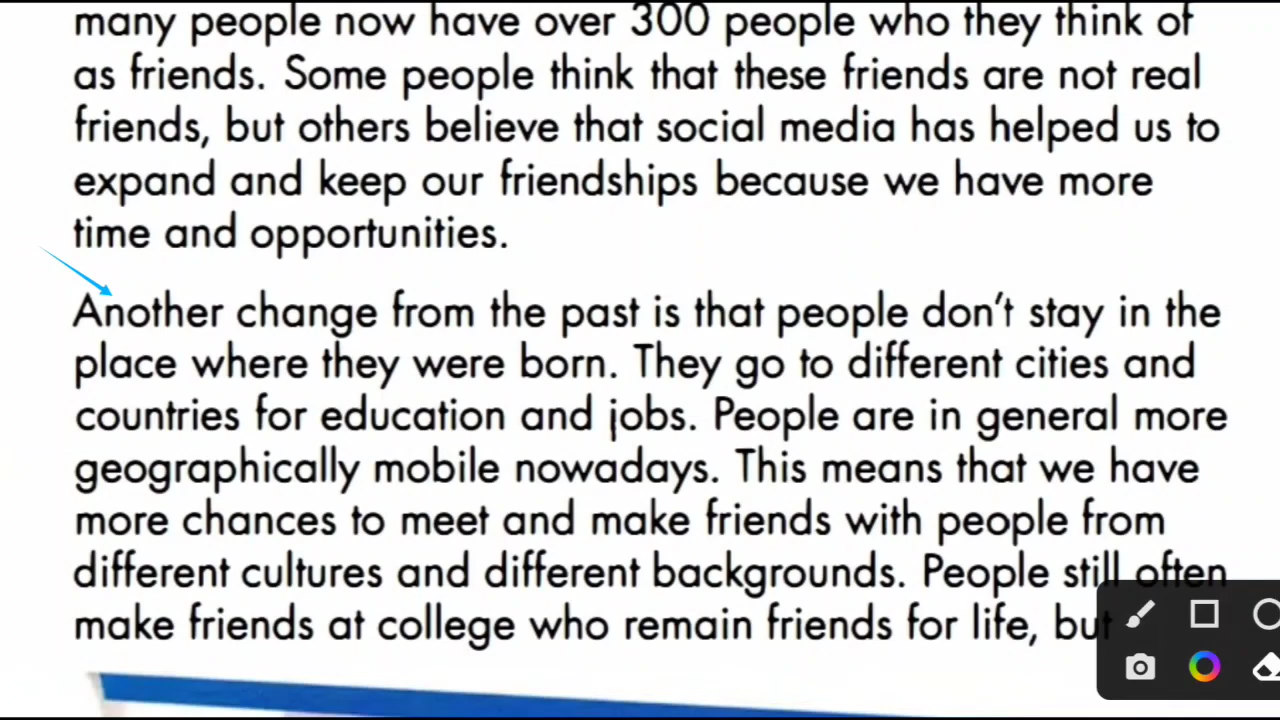 many people now have over 300 people who they think of
as friends. Some people think that these friends are not real
friends, but others believe that social media has helped us to
expand and keep our friendships because we have more
time and opportunities.
Another change from the past is that people don't stay in the
place where they were born. They go to different cities and
countries for education and jobs. People are in general more
geographically mobile nowadays. This means that we have
more chances to meet and make friends with people from
different cultures and different backgrounds. People still often
make friends at college who remain friends for life, but